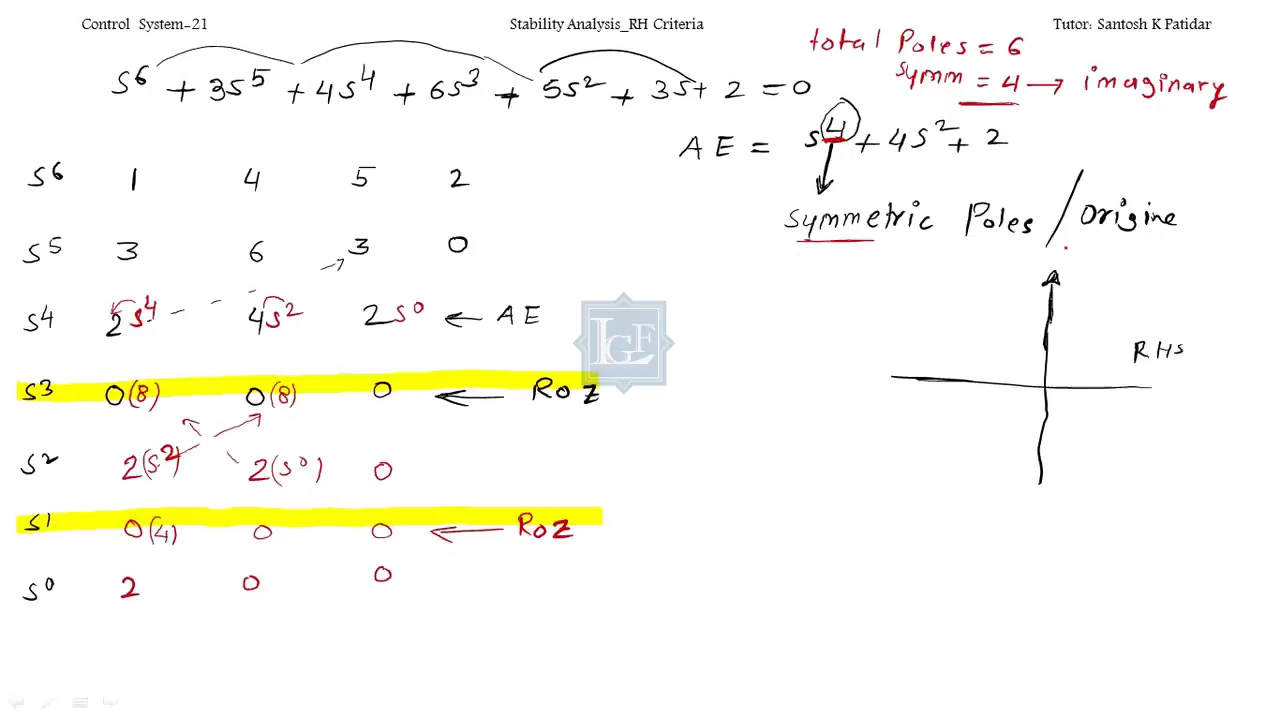 Control System-21
Stability Analysis_RH Criteria
Tutor: Santosh K Patidar
total Poles = 6
symm = 4 → imaginary
s⁶ + 3s⁵ + 4s⁴ + 6s³ + 5s² + 3s + 2 = 0
AE = s⁴ + 4s² + 2
symmetric Poles / origine
s⁶ 1 4 5 2
s⁵ 3 6 3 0
s⁴ 2s⁴ 4s² 2s⁰ ← AE
s³ 0(8) 0(8) 0 ← Roz
s² 2(s²) 2(s⁰) 0
s¹ 0(4) 0 0 ← Roz
s⁰ 2 0 0
RHS
IGF